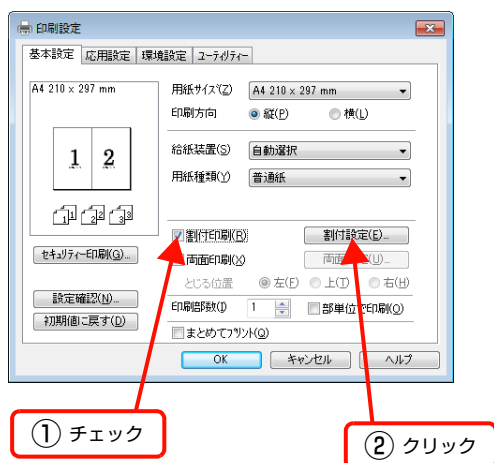 印刷設定
基本設定 応用設定 環境設定 ユーティリティー
A4 210 x 297 mm
用紙サイズ(Z) A4 210 x 297 mm
印刷方向 縦(P) 横(L)
1 2
給紙装置(S) 自動選択
用紙種類(Y) 普通紙
1 1 2 2 3 3
割付印刷(R) 割付設定(E)...
セキュリティー印刷(G)... 両面印刷(X) (U)...
とじる位置 左(F) 上(T) 右(H)
設定確認(N)... 印刷部数(I) 1 部単位で印刷(O)
初期値に戻す(D)
まとめてプリント(Q)
OK キャンセル ヘルプ
① チェック
② クリック